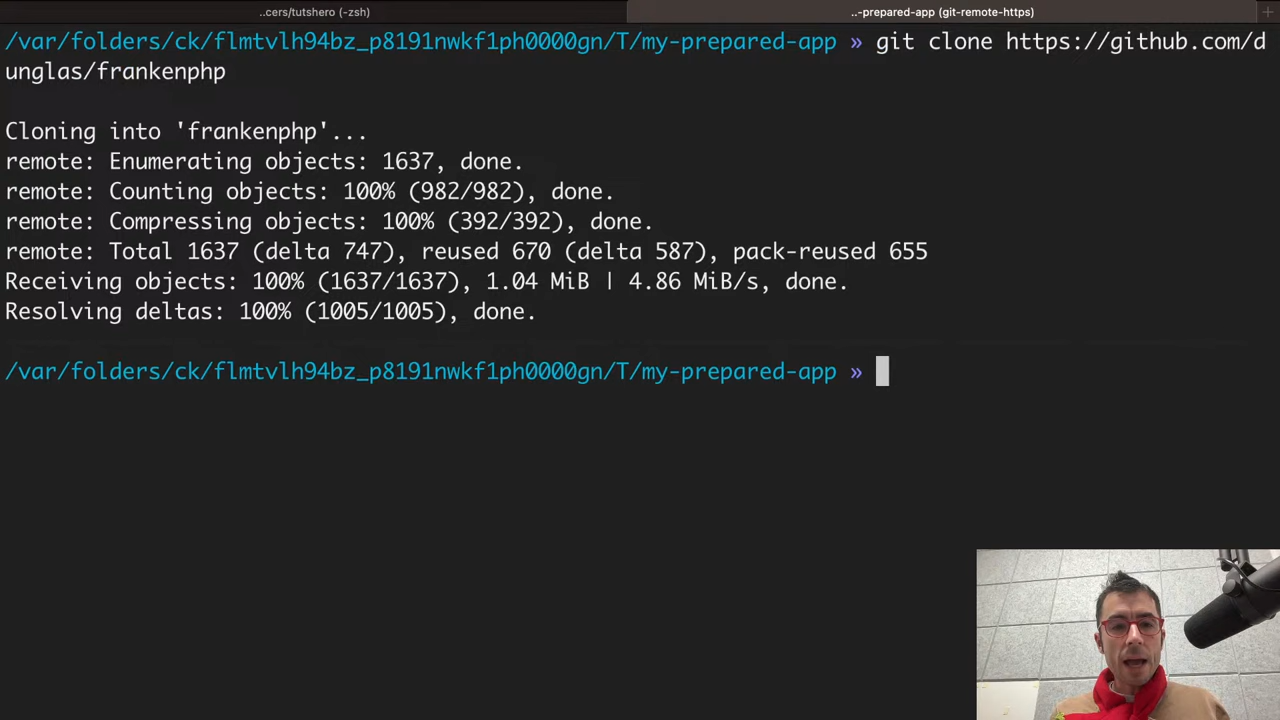 ..cers/tutshero (-zsh)
..-prepared-app (git-remote-https)
/var/folders/ck/flmtvlh94bz_p8191nwkf1ph0000gn/T/my-prepared-app » git clone https://github.com/d
unglas/frankenphp
Cloning into 'frankenphp'...
remote: Enumerating objects: 1637, done.
remote: Counting objects: 100% (982/982), done.
remote: Compressing objects: 100% (392/392), done.
remote: Total 1637 (delta 747), reused 670 (delta 587), pack-reused 655
Receiving objects: 100% (1637/1637), 1.04 MiB | 4.86 MiB/s, done.
Resolving deltas: 100% (1005/1005), done.
/var/folders/ck/flmtvlh94bz_p8191nwkf1ph0000gn/T/my-prepared-app »